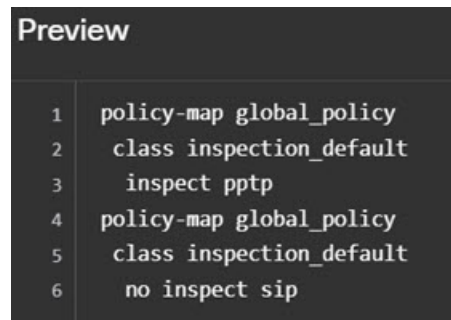 Preview
1 policy-map global_policy
2 class inspection_default
3 inspect pptp
4 policy-map global_policy
5 class inspection_default
6 no inspect sip